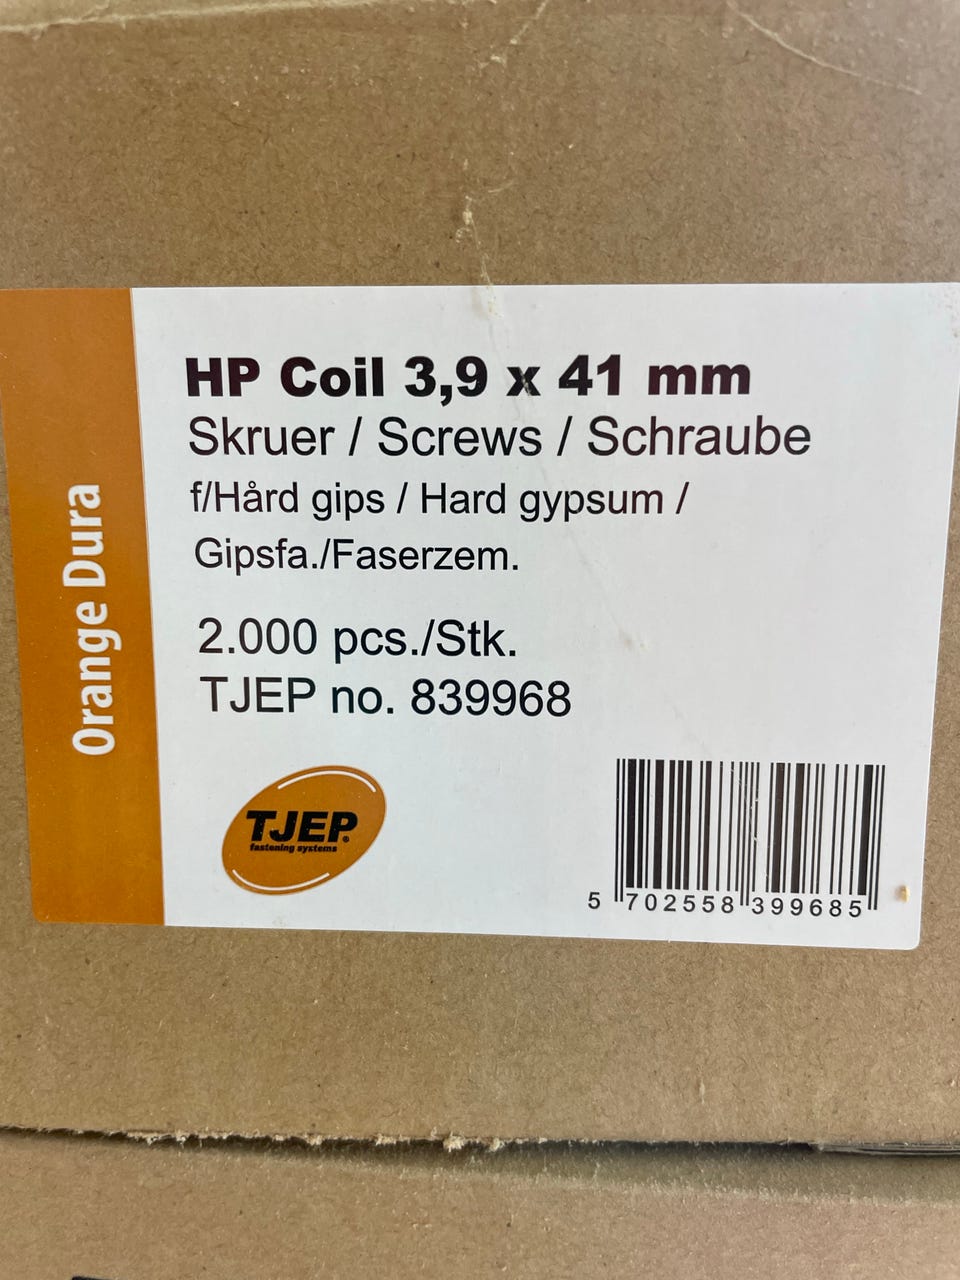 HP Coil 3,9 x 41 mm
Skruer / Screws / Schraube
f/Hård gips / Hard gypsum /
Gipsfa./Faserzem.
2.000 pcs./Stk.
TJEP no. 839968
Orange Dura
TJEP®
fastening systems
5 702558 399685